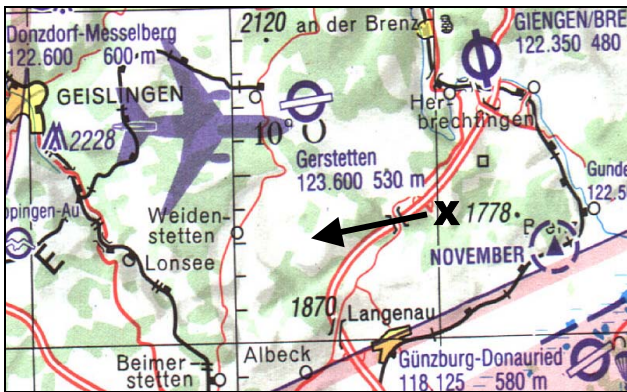 Donzdorf-Messelberg
122.600 600 m
2120
an der Brenz
GIENGEN/BRE
122.350 480
GEISLINGEN
2228
10°
Her-
brechtingen
Gerstetten
123.600 530 m
Gunde
122.5
ppingen-Au
Weiden-
stetten
X
1778
NOVEMBER
E
Lonsee
1870
Langenau
Beimer-
stetten
Albeck
Günzburg-Donauried
118.125 580 m